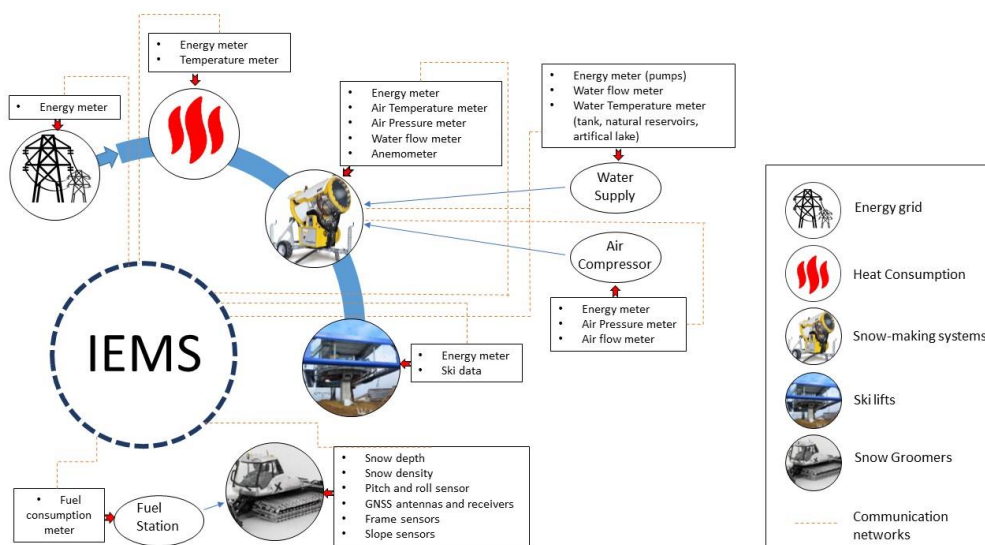 • Energy meter
• Temperature meter
• Energy meter
• Energy meter
• Air Temperature meter
• Air Pressure meter
• Water flow meter
• Anemometer
• Energy meter (pumps)
• Water flow meter
• Water Temperature meter
(tank, natural reservoirs,
artifical lake)
Water
Supply
Air
Compressor
• Energy meter
• Air Pressure meter
• Air flow meter
IEMS
• Energy meter
• Ski data
• Fuel
consumption
meter
Fuel
Station
• Snow depth
• Snow density
• Pitch and roll sensor
• GNSS antennas and receivers
• Frame sensors
• Slope sensors
Energy grid
Heat Consumption
Snow-making systems
Ski lifts
Snow Groomers
Communication
networks